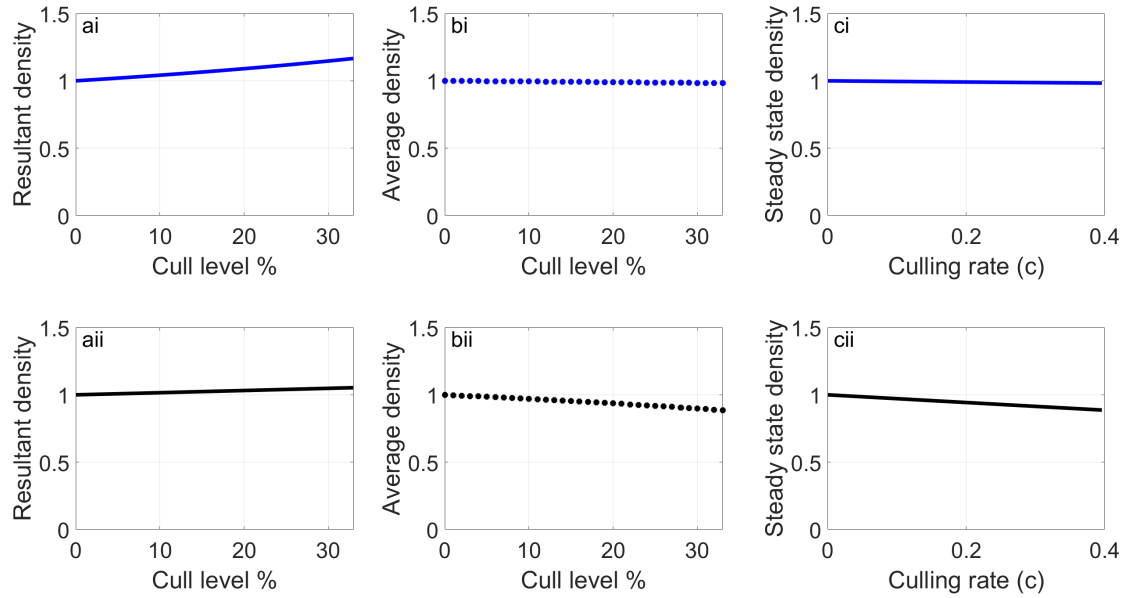 ai
1.5
1
0.5
0
Resultant density
0
10
20
30
Cull level %
bi
1.5
1
0.5
0
Average density
0
10
20
30
Cull level %
ci
1.5
1
0.5
0
Steady state density
0
0.2
0.4
Culling rate (c)
aii
1.5
1
0.5
0
Resultant density
0
10
20
30
Cull level %
bii
1.5
1
0.5
0
Average density
0
10
20
30
Cull level %
cii
1.5
1
0.5
0
Steady state density
0
0.2
0.4
Culling rate (c)